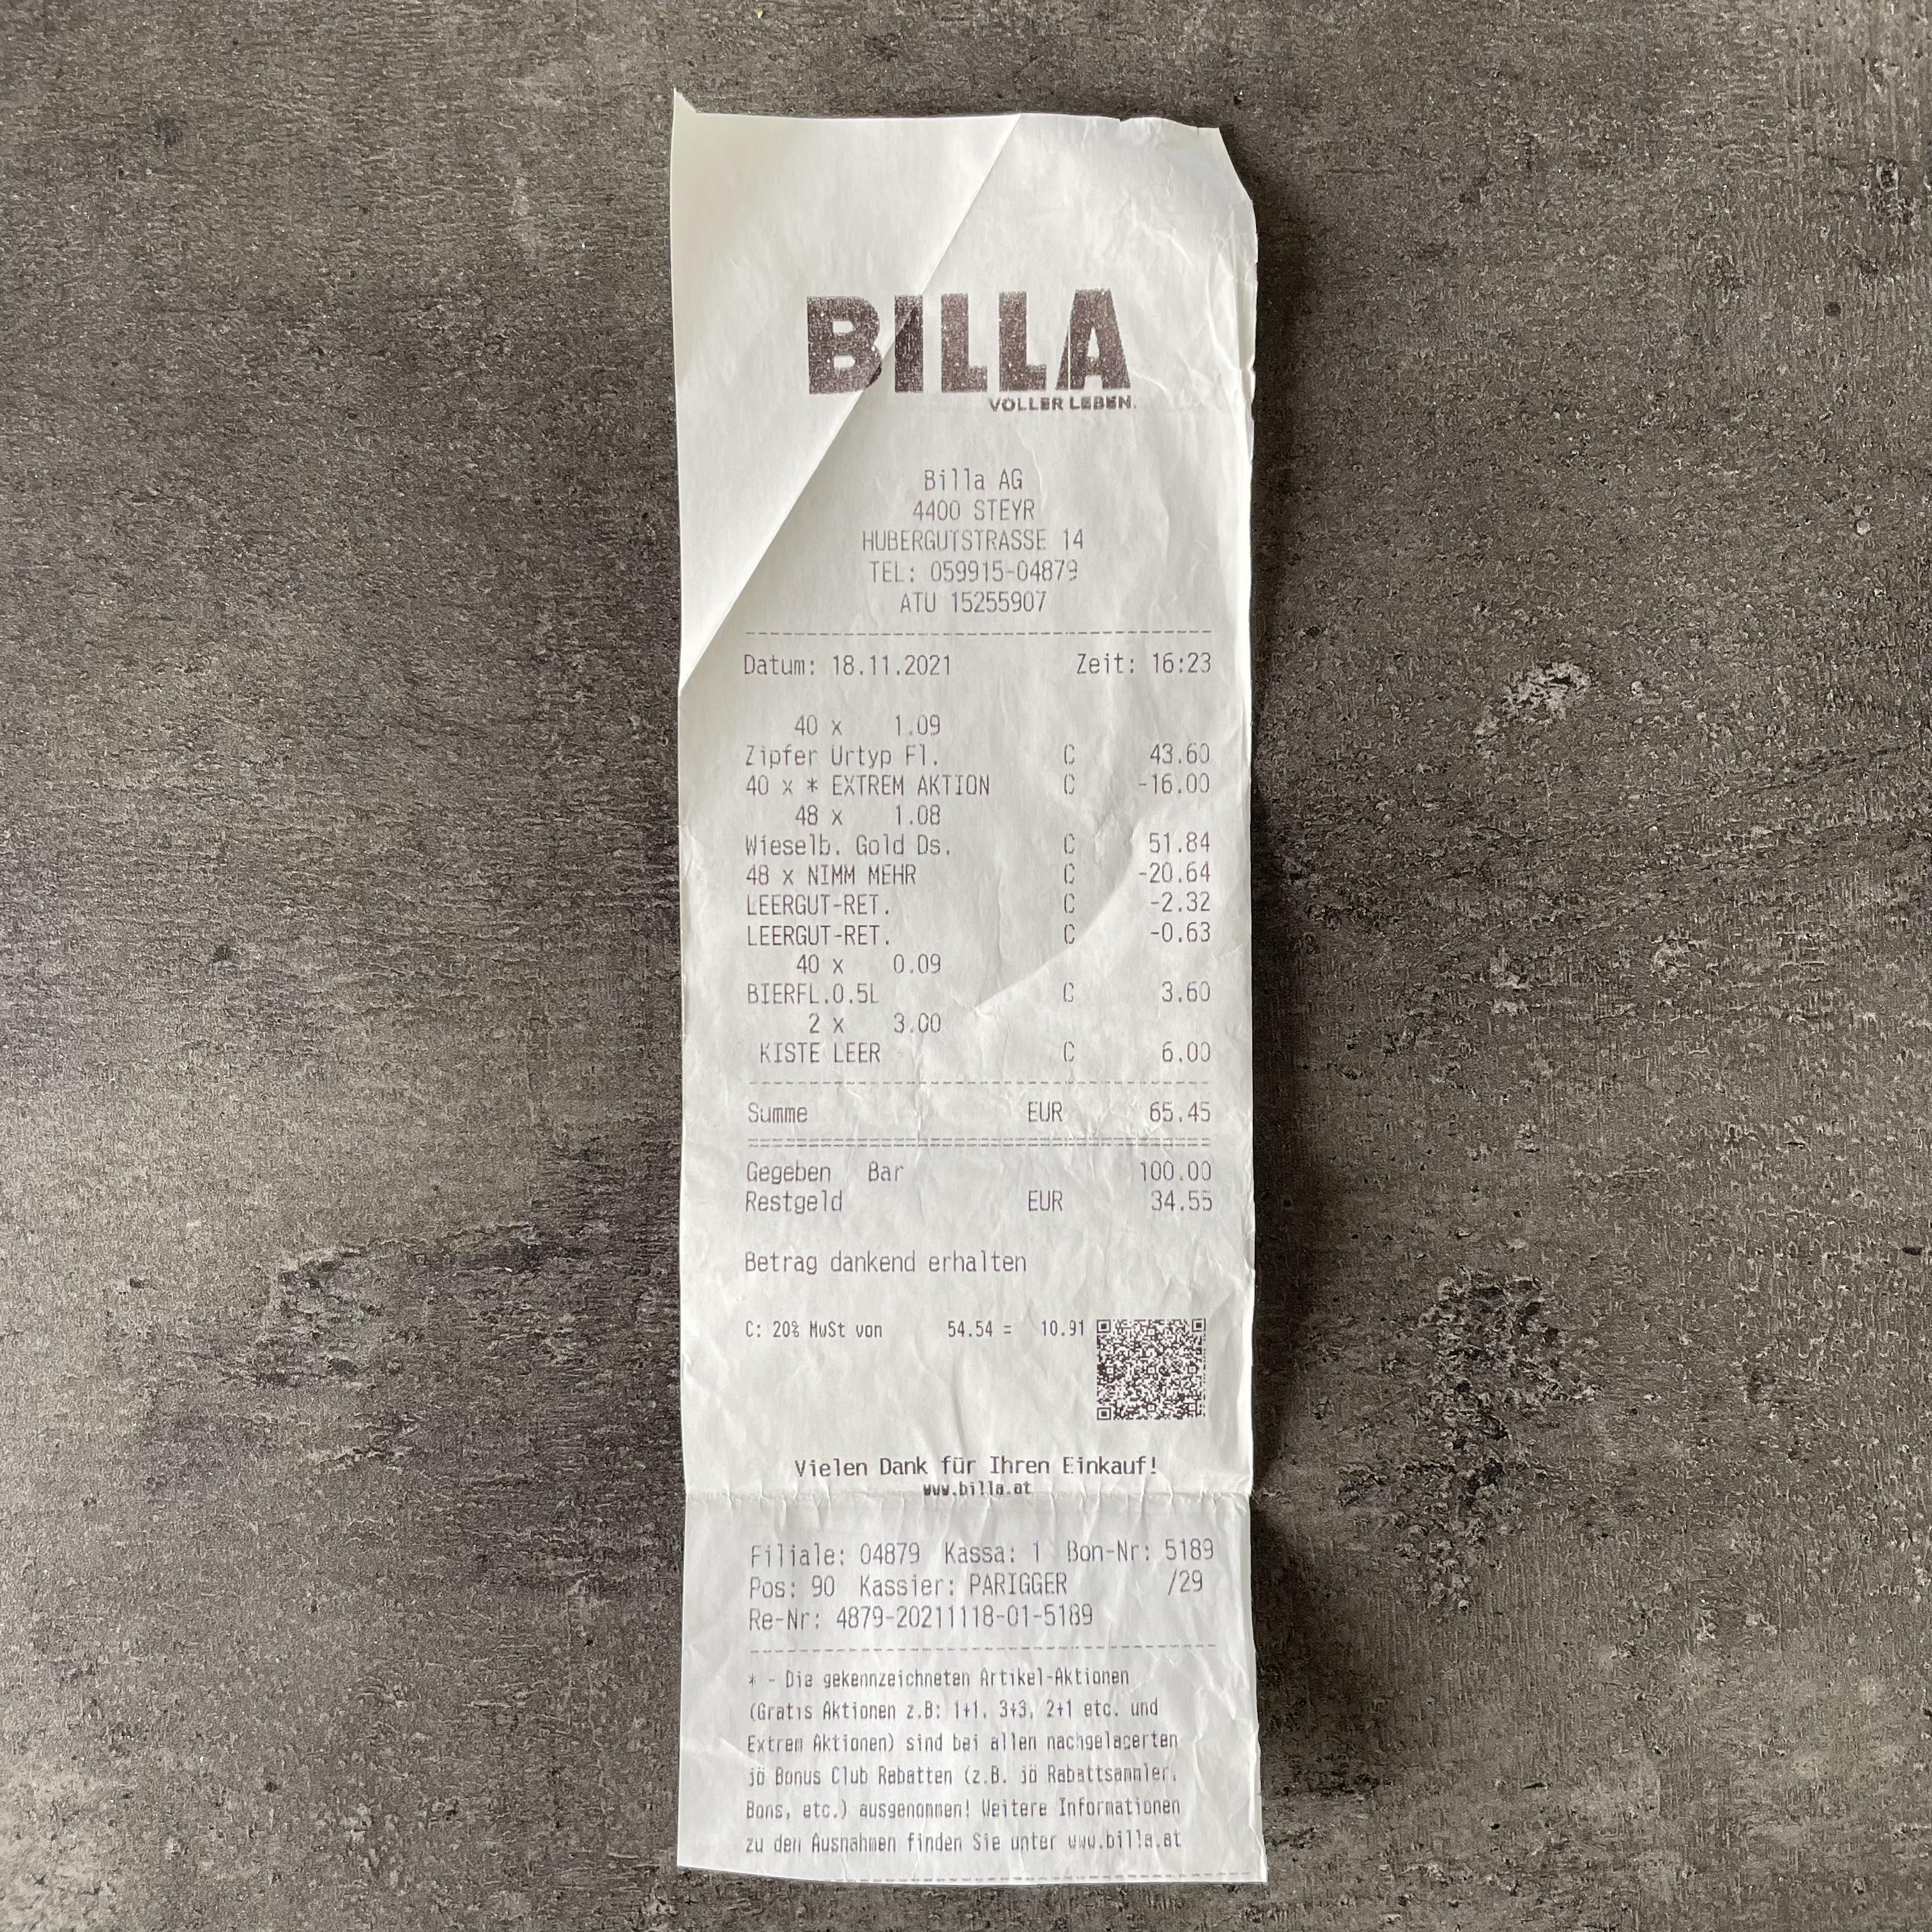 BILLA
VOLLER LEBEN.
Billa AG
4400 STEYR
HUBERGUTSTRASSE 14
TEL: 059915-04879
ATU 15255907
Datum: 18.11.2021 Zeit: 16:23
40 x 1.09
Zipfer Urtyp Fl. C 43.60
40 x * EXTREM AKTION C -16.00
48 x 1.08
Wieselb. Gold Ds. C 51.84
48 x NIMM MEHR C -20.64
LEERGUT-RET. C -2.32
LEERGUT-RET. C -0.63
40 x 0.09
BIERFL.0.5L C 3.60
2 x 3.00
KISTE LEER C 6.00
Summe EUR 65.45
Gegeben Bar 100.00
Restgeld EUR 34.55
Betrag dankend erhalten
C: 20% MwSt von 54.54 = 10.91
Vielen Dank für Ihren Einkauf!
www.billa.at
Filiale: 04879 Kassa: 1 Bon-Nr: 5189
Pos: 90 Kassier: PARIGGER /29
Re-Nr: 4879-20211118-01-5189
* - Die gekennzeichneten Artikel-Aktionen
(Gratis Aktionen z.B: 1+1, 3+3, 2+1 etc. und
Extrem Aktionen) sind bei allen nachgelagerten
jö Bonus Club Rabatten (z.B. jö Rabattsammler,
Bons, etc.) ausgenommen! Weitere Informationen
zu den Ausnahmen finden Sie unter www.billa.at